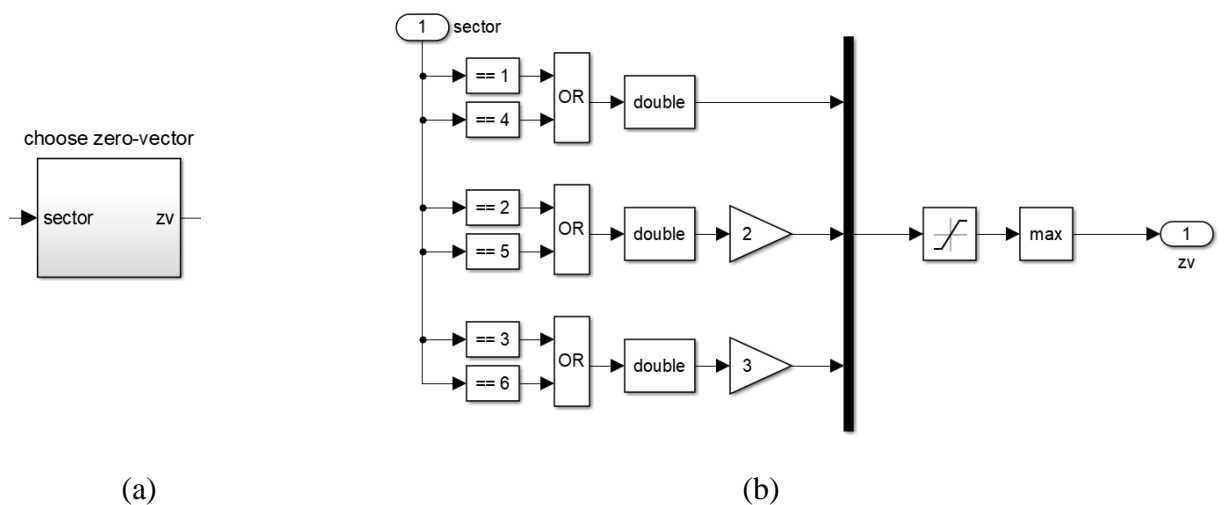 choose zero-vector
sector zv
1 sector
== 1
== 4
OR
double
== 2
== 5
OR
double
2
== 3
== 6
OR
double
3
max
1
zv
(a)
(b)